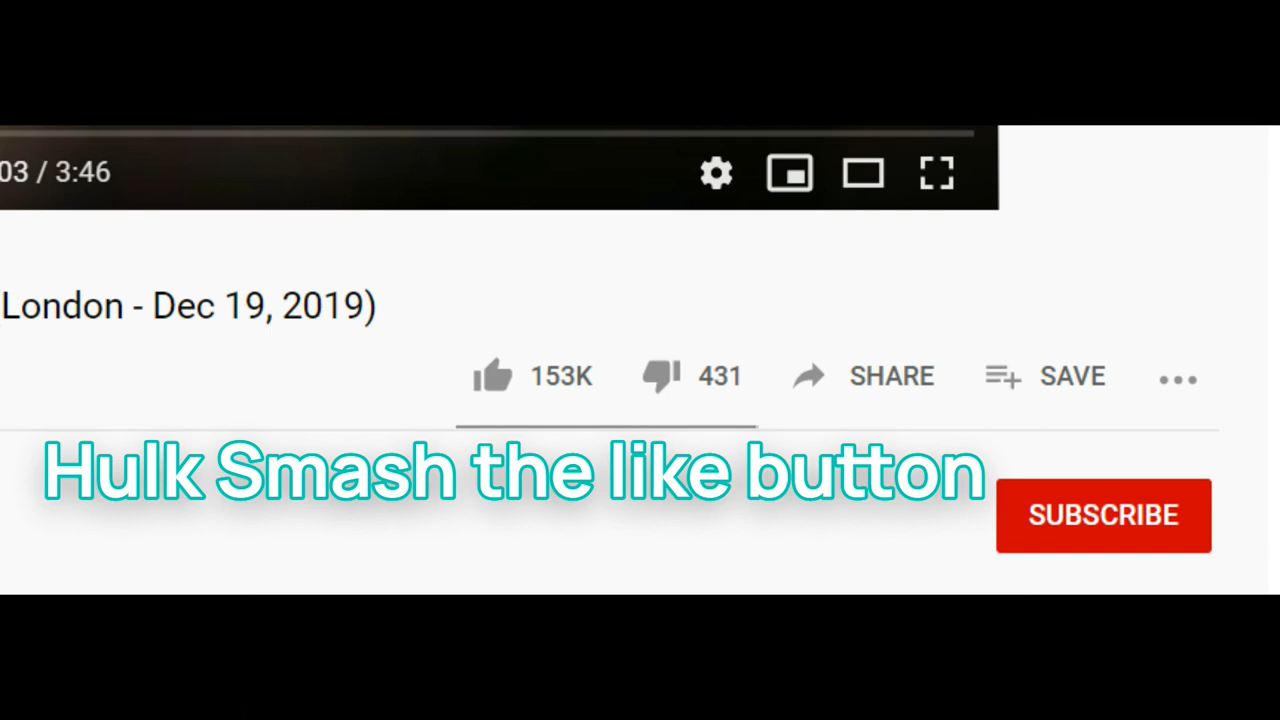 03 / 3:46
London - Dec 19, 2019)
153K 431 SHARE SAVE
Hulk Smash the like button
SUBSCRIBE